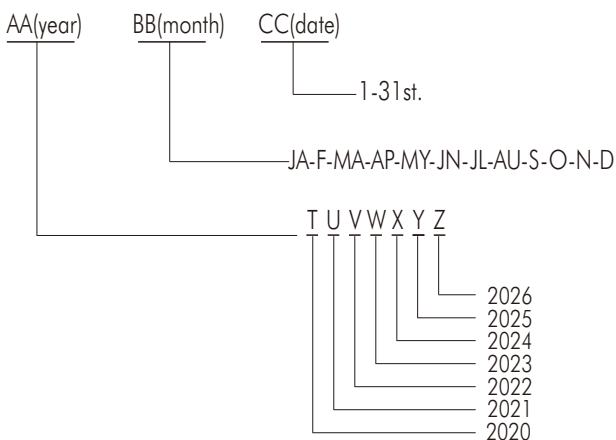 AA(year) BB(month) CC(date)
1-31st.
JA-F-MA-AP-MY-JN-JL-AU-S-O-N-D
T U V W X Y Z
2026
2025
2024
2023
2022
2021
2020